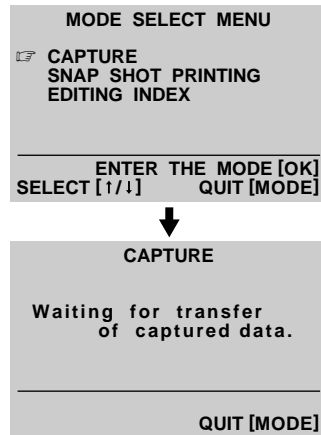 MODE SELECT MENU
☞ CAPTURE
SNAP SHOT PRINTING
EDITING INDEX
ENTER THE MODE [OK]
SELECT [↑/↓] QUIT [MODE]
CAPTURE
Waiting for transfer
of captured data.
QUIT [MODE]